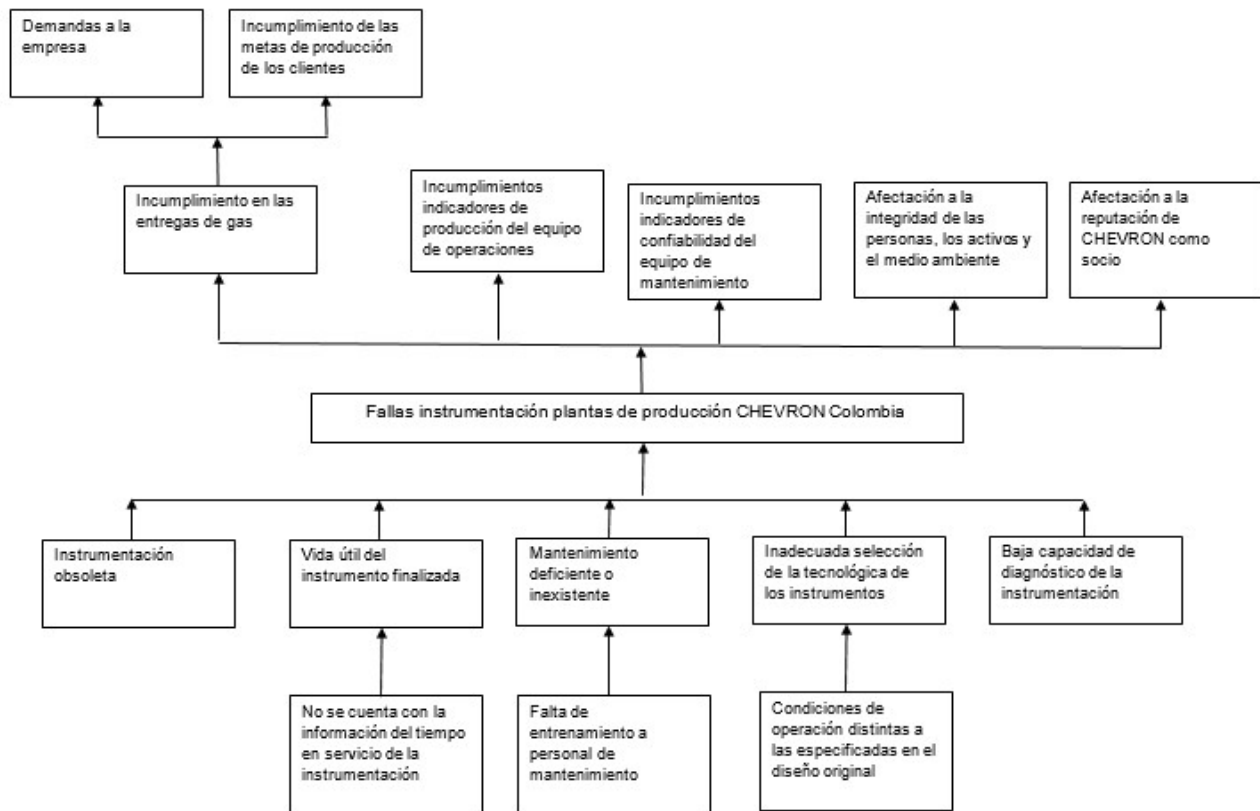 Demandas a la
empresa
Incumplimiento de las
metas de producción
de los clientes
Incumplimiento en las
entregas de gas
Incumplimientos
indicadores de
producción del equipo
de operaciones
Incumplimientos
indicadores de
confiabilidad del
equipo de
mantenimiento
Afectación a la
integridad de las
personas, los activos y
el medio ambiente
Afectación a la
reputación de
CHEVRON como
socio
Fallas instrumentación plantas de producción CHEVRON Colombia
Instrumentación
obsoleta
Vida útil del
instrumento finalizada
Mantenimiento
deficiente o
inexistente
Inadecuada selección
de la tecnológica de
los instrumentos
Baja capacidad de
diagnóstico de la
instrumentación
No se cuenta con la
información del tiempo
en servicio de la
instrumentación
Falta de
entrenamiento a
personal de
mantenimiento
Condiciones de
operación distintas a
las especificadas en el
diseño original